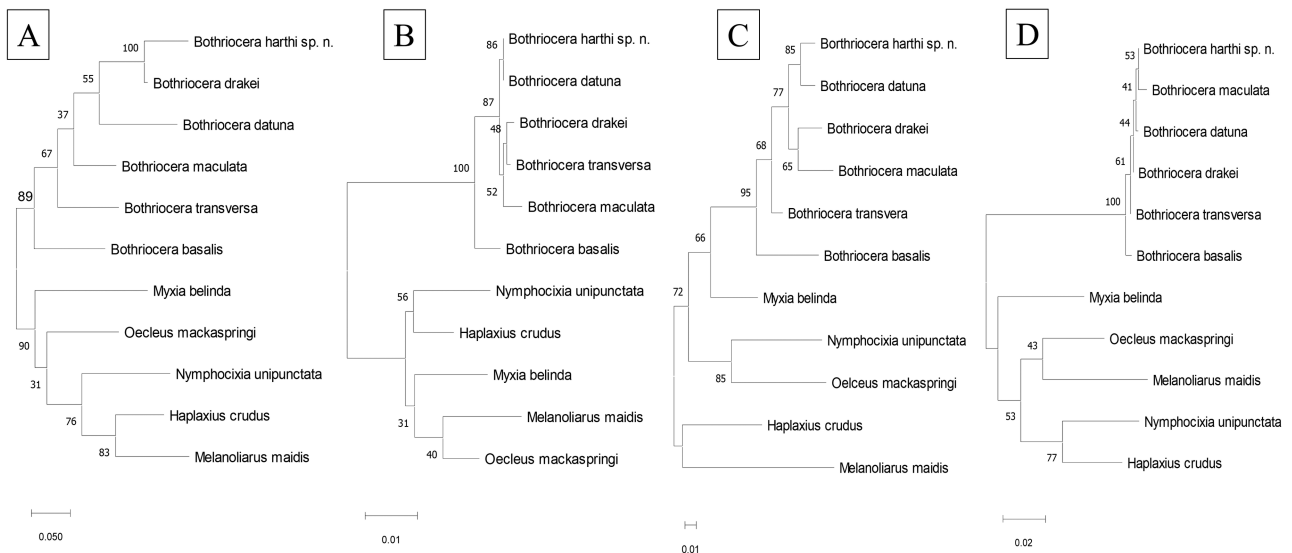 A
100
Bothriocera harthi sp. n.
Bothriocera drakei
55
Bothriocera datuna
37
Bothriocera maculata
67
Bothriocera transversa
89
Bothriocera basalis
Myxia belinda
90
Oecleus mackaspringi
31
Nymphocixia unipunctata
76
Haplaxius crudus
83
Melanoliarus maidis
0.050
B
86
Bothriocera harthi sp. n.
Bothriocera datuna
87
48
Bothriocera drakei
Bothriocera transversa
52
Bothriocera maculata
100
Bothriocera basalis
56
Nymphocixia unipunctata
Haplaxius crudus
Myxia belinda
31
Melanoliarus maidis
40
Oecleus mackaspringi
0.01
C
85
Borthriocera harthi sp. n.
Bothriocera datuna
77
Bothriocera drakei
65
Bothriocera maculata
68
Bothriocera transvera
95
Bothriocera basalis
66
Myxia belinda
72
Nymphocixia unipunctata
85
Oelceus mackaspringi
Haplaxius crudus
Melanoliarus maidis
0.01
D
53
Bothriocera harthi sp. n.
41
Bothriocera maculata
44
Bothriocera datuna
61
Bothriocera drakei
100
Bothriocera transversa
Bothriocera basalis
Myxia belinda
43
Oecleus mackaspringi
Melanoliarus maidis
53
Nymphocixia unipunctata
77
Haplaxius crudus
0.02